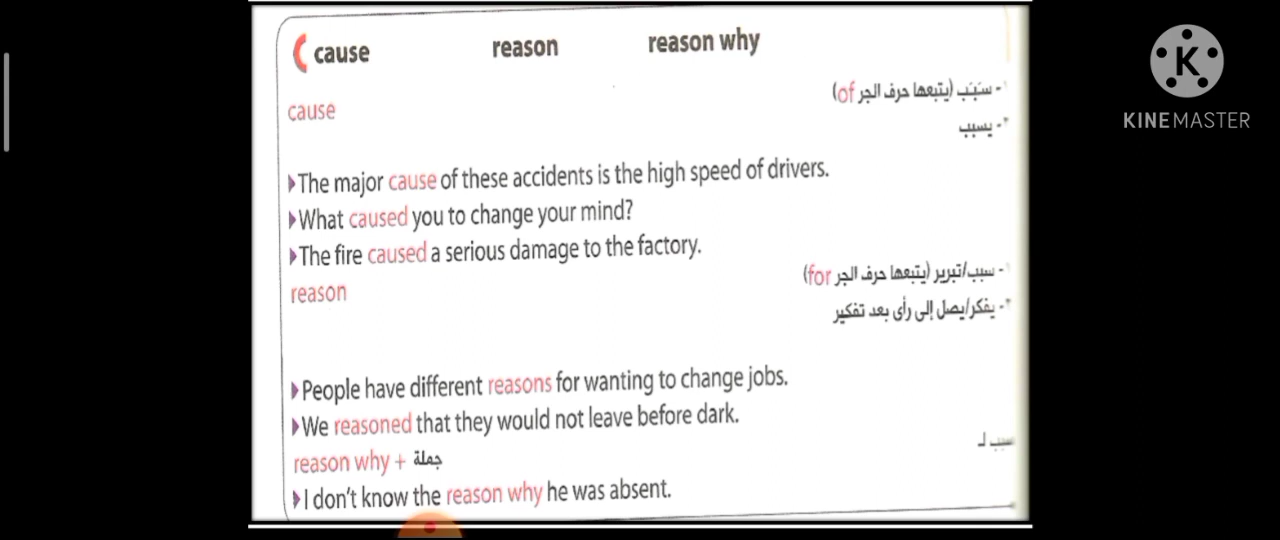 cause reason reason why
cause
١- سَبَب (يتبعها حرف الجر of)
٢- يسبب
The major cause of these accidents is the high speed of drivers.
What caused you to change your mind?
The fire caused a serious damage to the factory.
reason
١- سبب/تبرير (يتبعها حرف الجر for)
٢- يفكر/يصل إلى رأى بعد تفكير
People have different reasons for wanting to change jobs.
We reasoned that they would not leave before dark.
سبب لـ
reason why + جملة
I don't know the reason why he was absent.
K
KINEMASTER